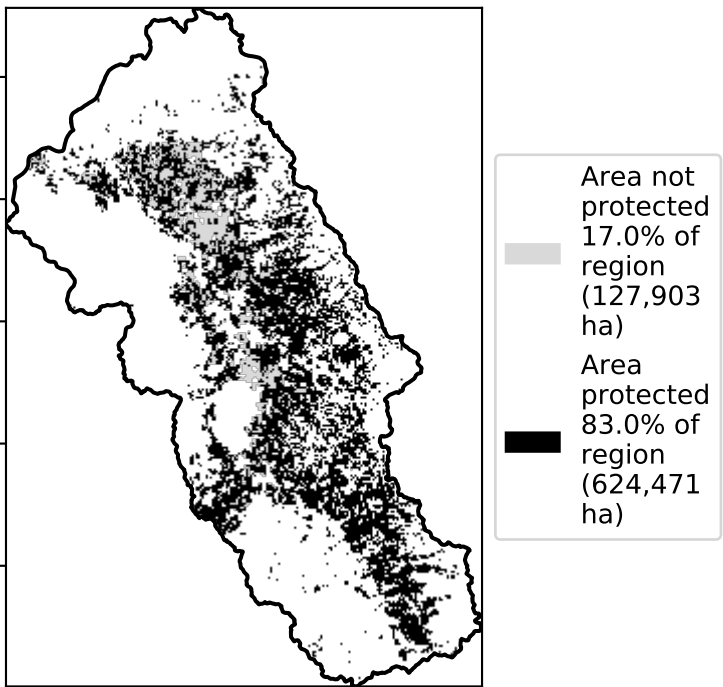 Area not
protected
17.0% of
region
(127,903
ha)
Area
protected
83.0% of
region
(624,471
ha)